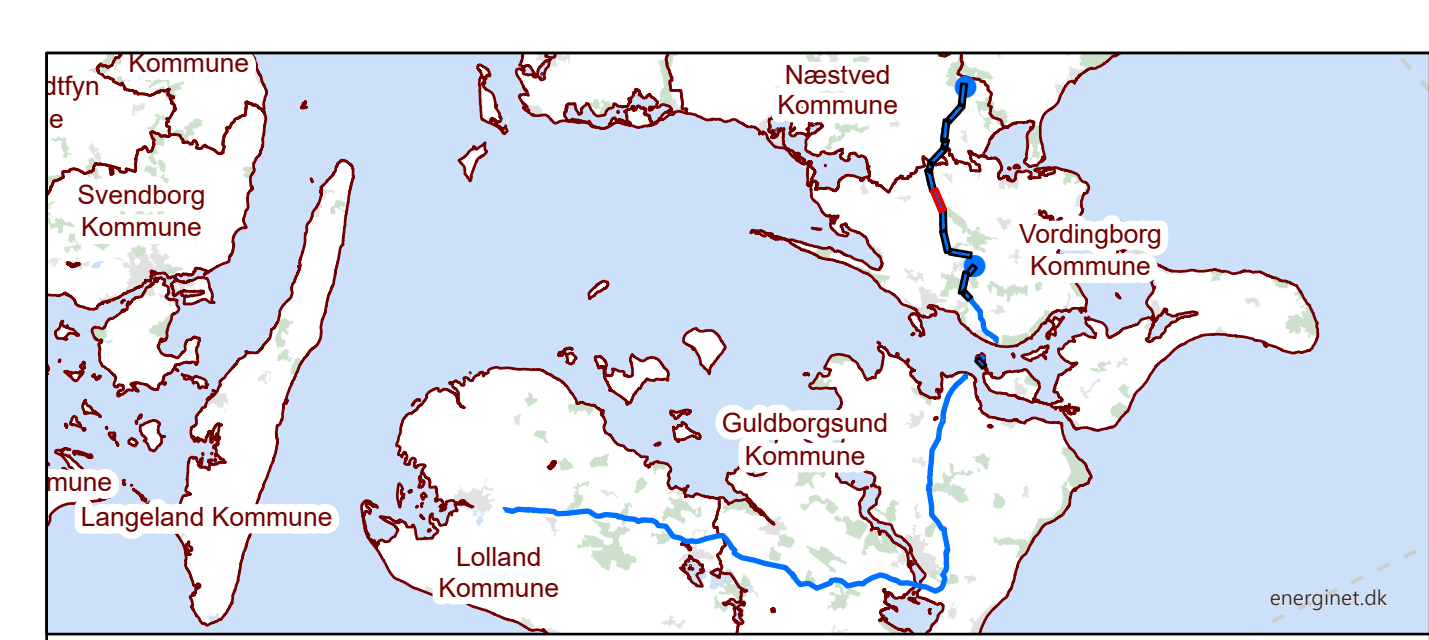 Kommune
dtfyn
e
Næstved
Kommune
Svendborg
Kommune
Vordingborg
Kommune
Guldborgsund
Kommune
mune
Langeland Kommune
Lolland
Kommune
energinet.dk